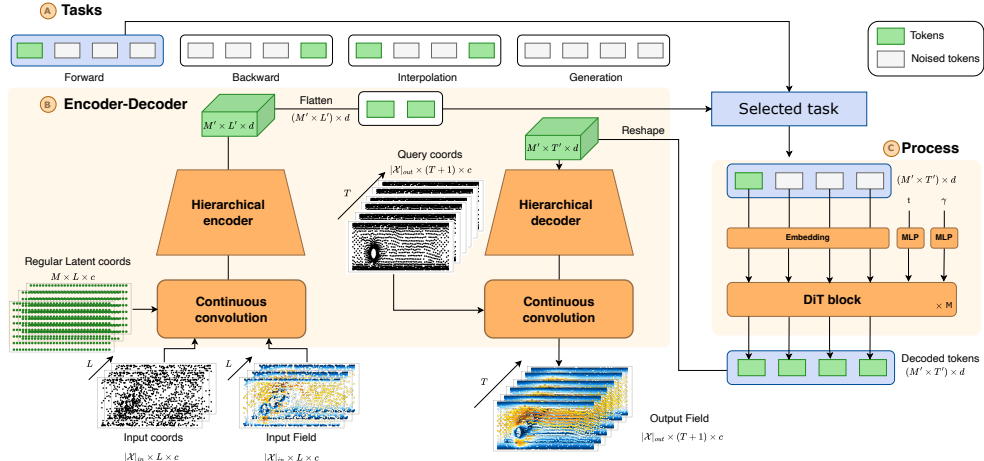 A Tasks
Forward
Backward
Interpolation
Generation
Tokens
Noised tokens
B Encoder-Decoder
M′ × L′ × d
Flatten
(M′ × L′) × d
Selected task
M′ × T′ × d
Reshape
C Process
Query coords
|𝒳|out × (T + 1) × c
T
(M′ × T′) × d
t
γ
Hierarchical
encoder
Hierarchical
decoder
Embedding
MLP
MLP
Regular Latent coords
M × L × c
Continuous
convolution
Continuous
convolution
DiT block
× M
L
L
T
Decoded tokens
(M′ × T′) × d
Input coords
|𝒳|in × L × c
Input Field
|𝒳|in × L × c
Output Field
|𝒳|out × (T + 1) × c